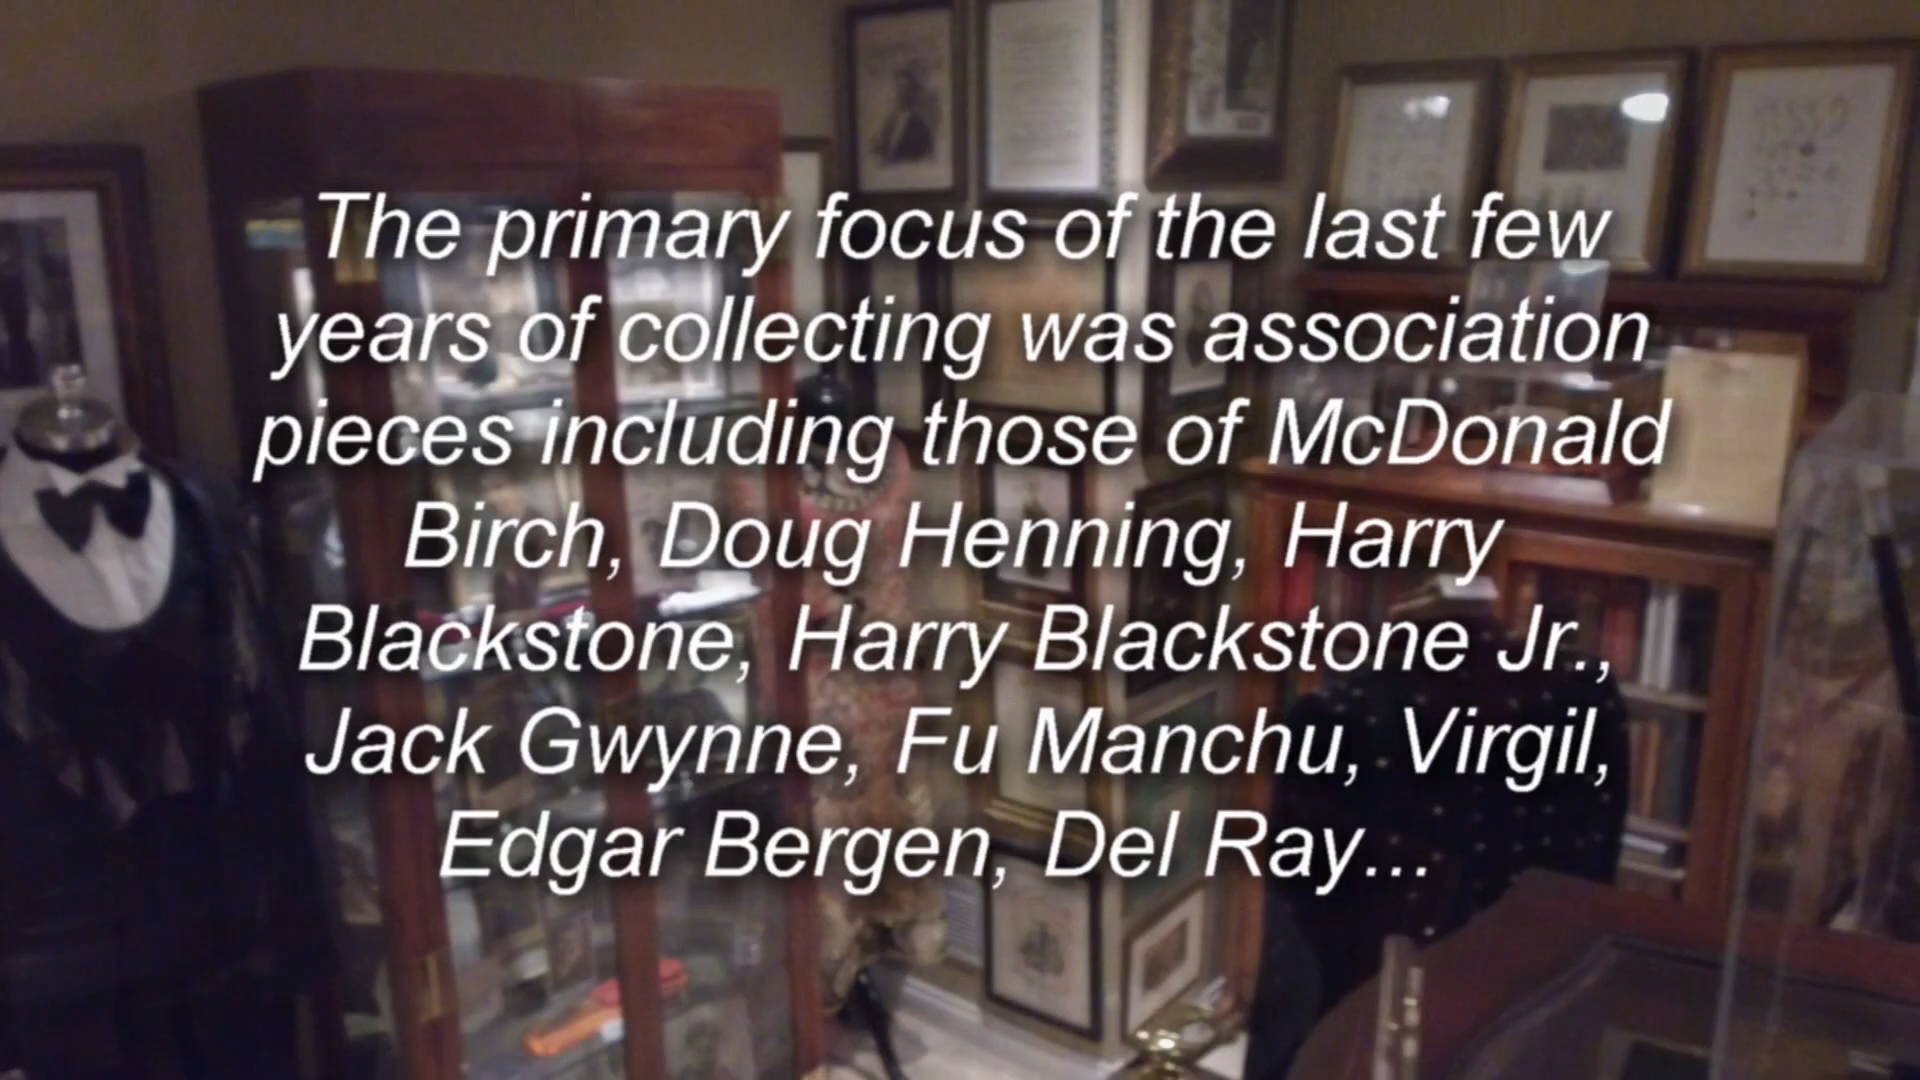 The primary focus of the last few
years of collecting was association
pieces including those of McDonald
Birch, Doug Henning, Harry
Blackstone, Harry Blackstone Jr.,
Jack Gwynne, Fu Manchu, Virgil,
Edgar Bergen, Del Ray...